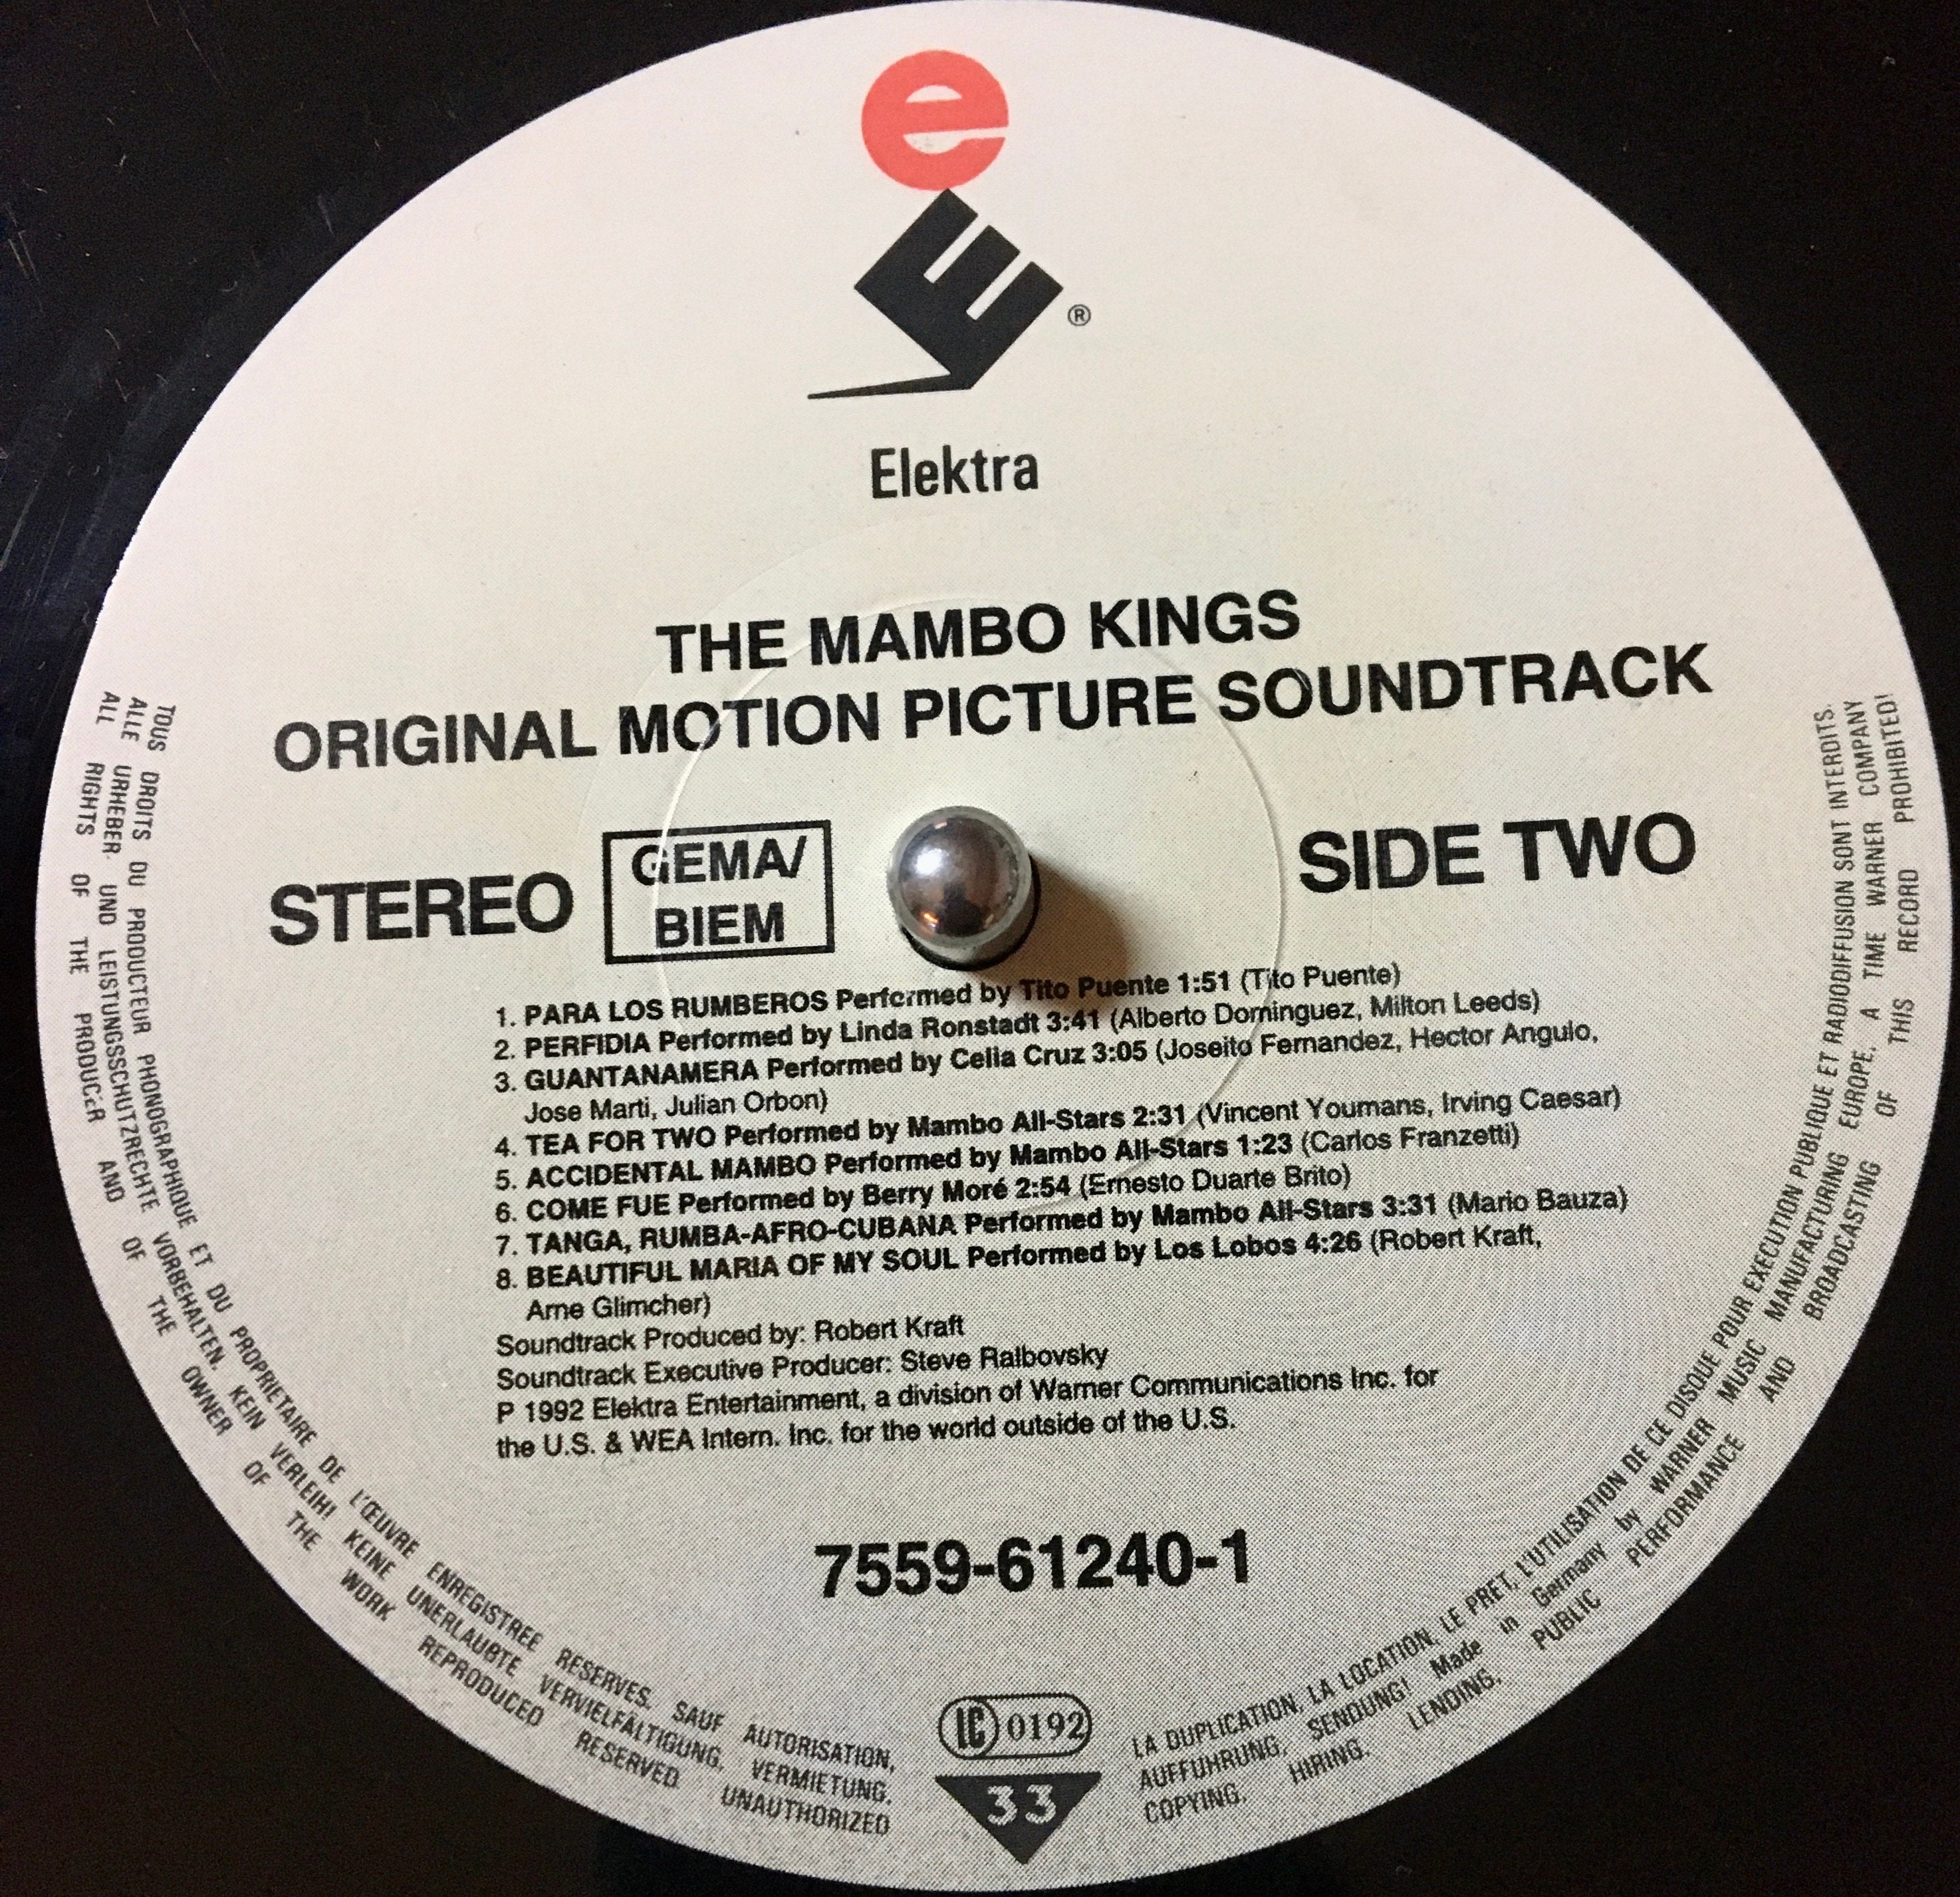 e
E®
Elektra
THE MAMBO KINGS
ORIGINAL MOTION PICTURE SOUNDTRACK
STEREO
GEMA/
BIEM
SIDE TWO
1. PARA LOS RUMBEROS Performed by Tito Puente 1:51 (Tito Puente)
2. PERFIDIA Performed by Linda Ronstadt 3:41 (Alberto Dominguez, Milton Leeds)
3. GUANTANAMERA Performed by Celia Cruz 3:05 (Joseito Fernandez, Hector Angulo,
Jose Marti, Julian Orbon)
4. TEA FOR TWO Performed by Mambo All-Stars 2:31 (Vincent Youmans, Irving Caesar)
5. ACCIDENTAL MAMBO Performed by Mambo All-Stars 1:23 (Carlos Franzetti)
6. COME FUE Performed by Berry Moré 2:54 (Ernesto Duarte Brito)
7. TANGA, RUMBA-AFRO-CUBANA Performed by Mambo All-Stars 3:31 (Mario Bauza)
8. BEAUTIFUL MARIA OF MY SOUL Performed by Los Lobos 4:26 (Robert Kraft,
Arne Glimcher)
Soundtrack Produced by: Robert Kraft
Soundtrack Executive Producer: Steve Ralbovsky
P 1992 Elektra Entertainment, a division of Warner Communications Inc. for
the U.S. & WEA Intern. Inc. for the world outside of the U.S.
7559-61240-1
LC 0192
33
TOUS DROITS DU PRODUCTEUR PHONOGRAPHIQUE ET DU PROPRIETAIRE DE L'ŒUVRE ENREGISTREE RESERVES. SAUF AUTORISATION, LA DUPLICATION, LA LOCATION, LE PRET, L'UTILISATION DE CE DISQUE POUR EXECUTION PUBLIQUE ET RADIODIFFUSION SONT INTERDITS.
ALLE URHEBER- UND LEISTUNGSSCHUTZRECHTE VORBEHALTEN. KEIN VERLEIH! KEINE UNERLAUBTE VERVIELFÄLTIGUNG, VERMIETUNG, AUFFÜHRUNG, SENDUNG! Made in Germany by WARNER MUSIC MANUFACTURING EUROPE. A TIME WARNER COMPANY
ALL RIGHTS OF THE PRODUCER AND OF THE OWNER OF THE WORK REPRODUCED RESERVED UNAUTHORIZED COPYING, HIRING, LENDING, PUBLIC PERFORMANCE AND BROADCASTING OF THIS RECORD PROHIBITED!